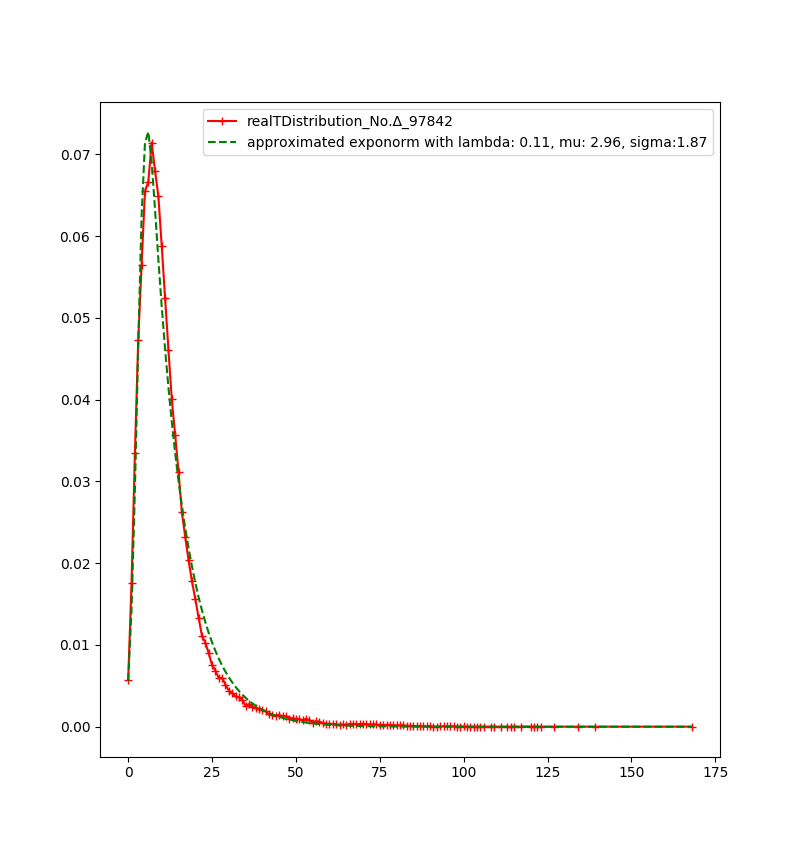 realTDistribution_No.Δ_97842
approximated exponorm with lambda: 0.11, mu: 2.96, sigma:1.87
0.07
0.06
0.05
0.04
0.03
0.02
0.01
0.00
0 25 50 75 100 125 150 175